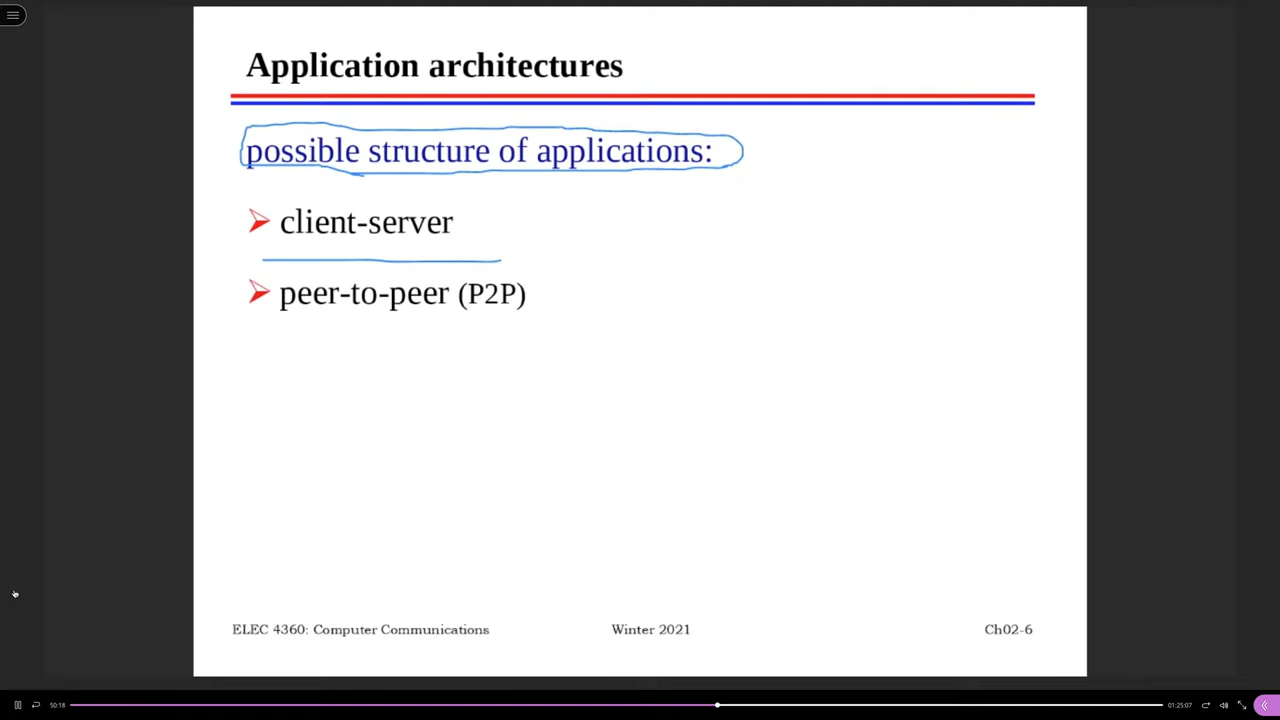 Application architectures
possible structure of applications:
client-server
peer-to-peer (P2P)
ELEC 4360: Computer Communications Winter 2021 Ch02-6
50:18 01:25:07